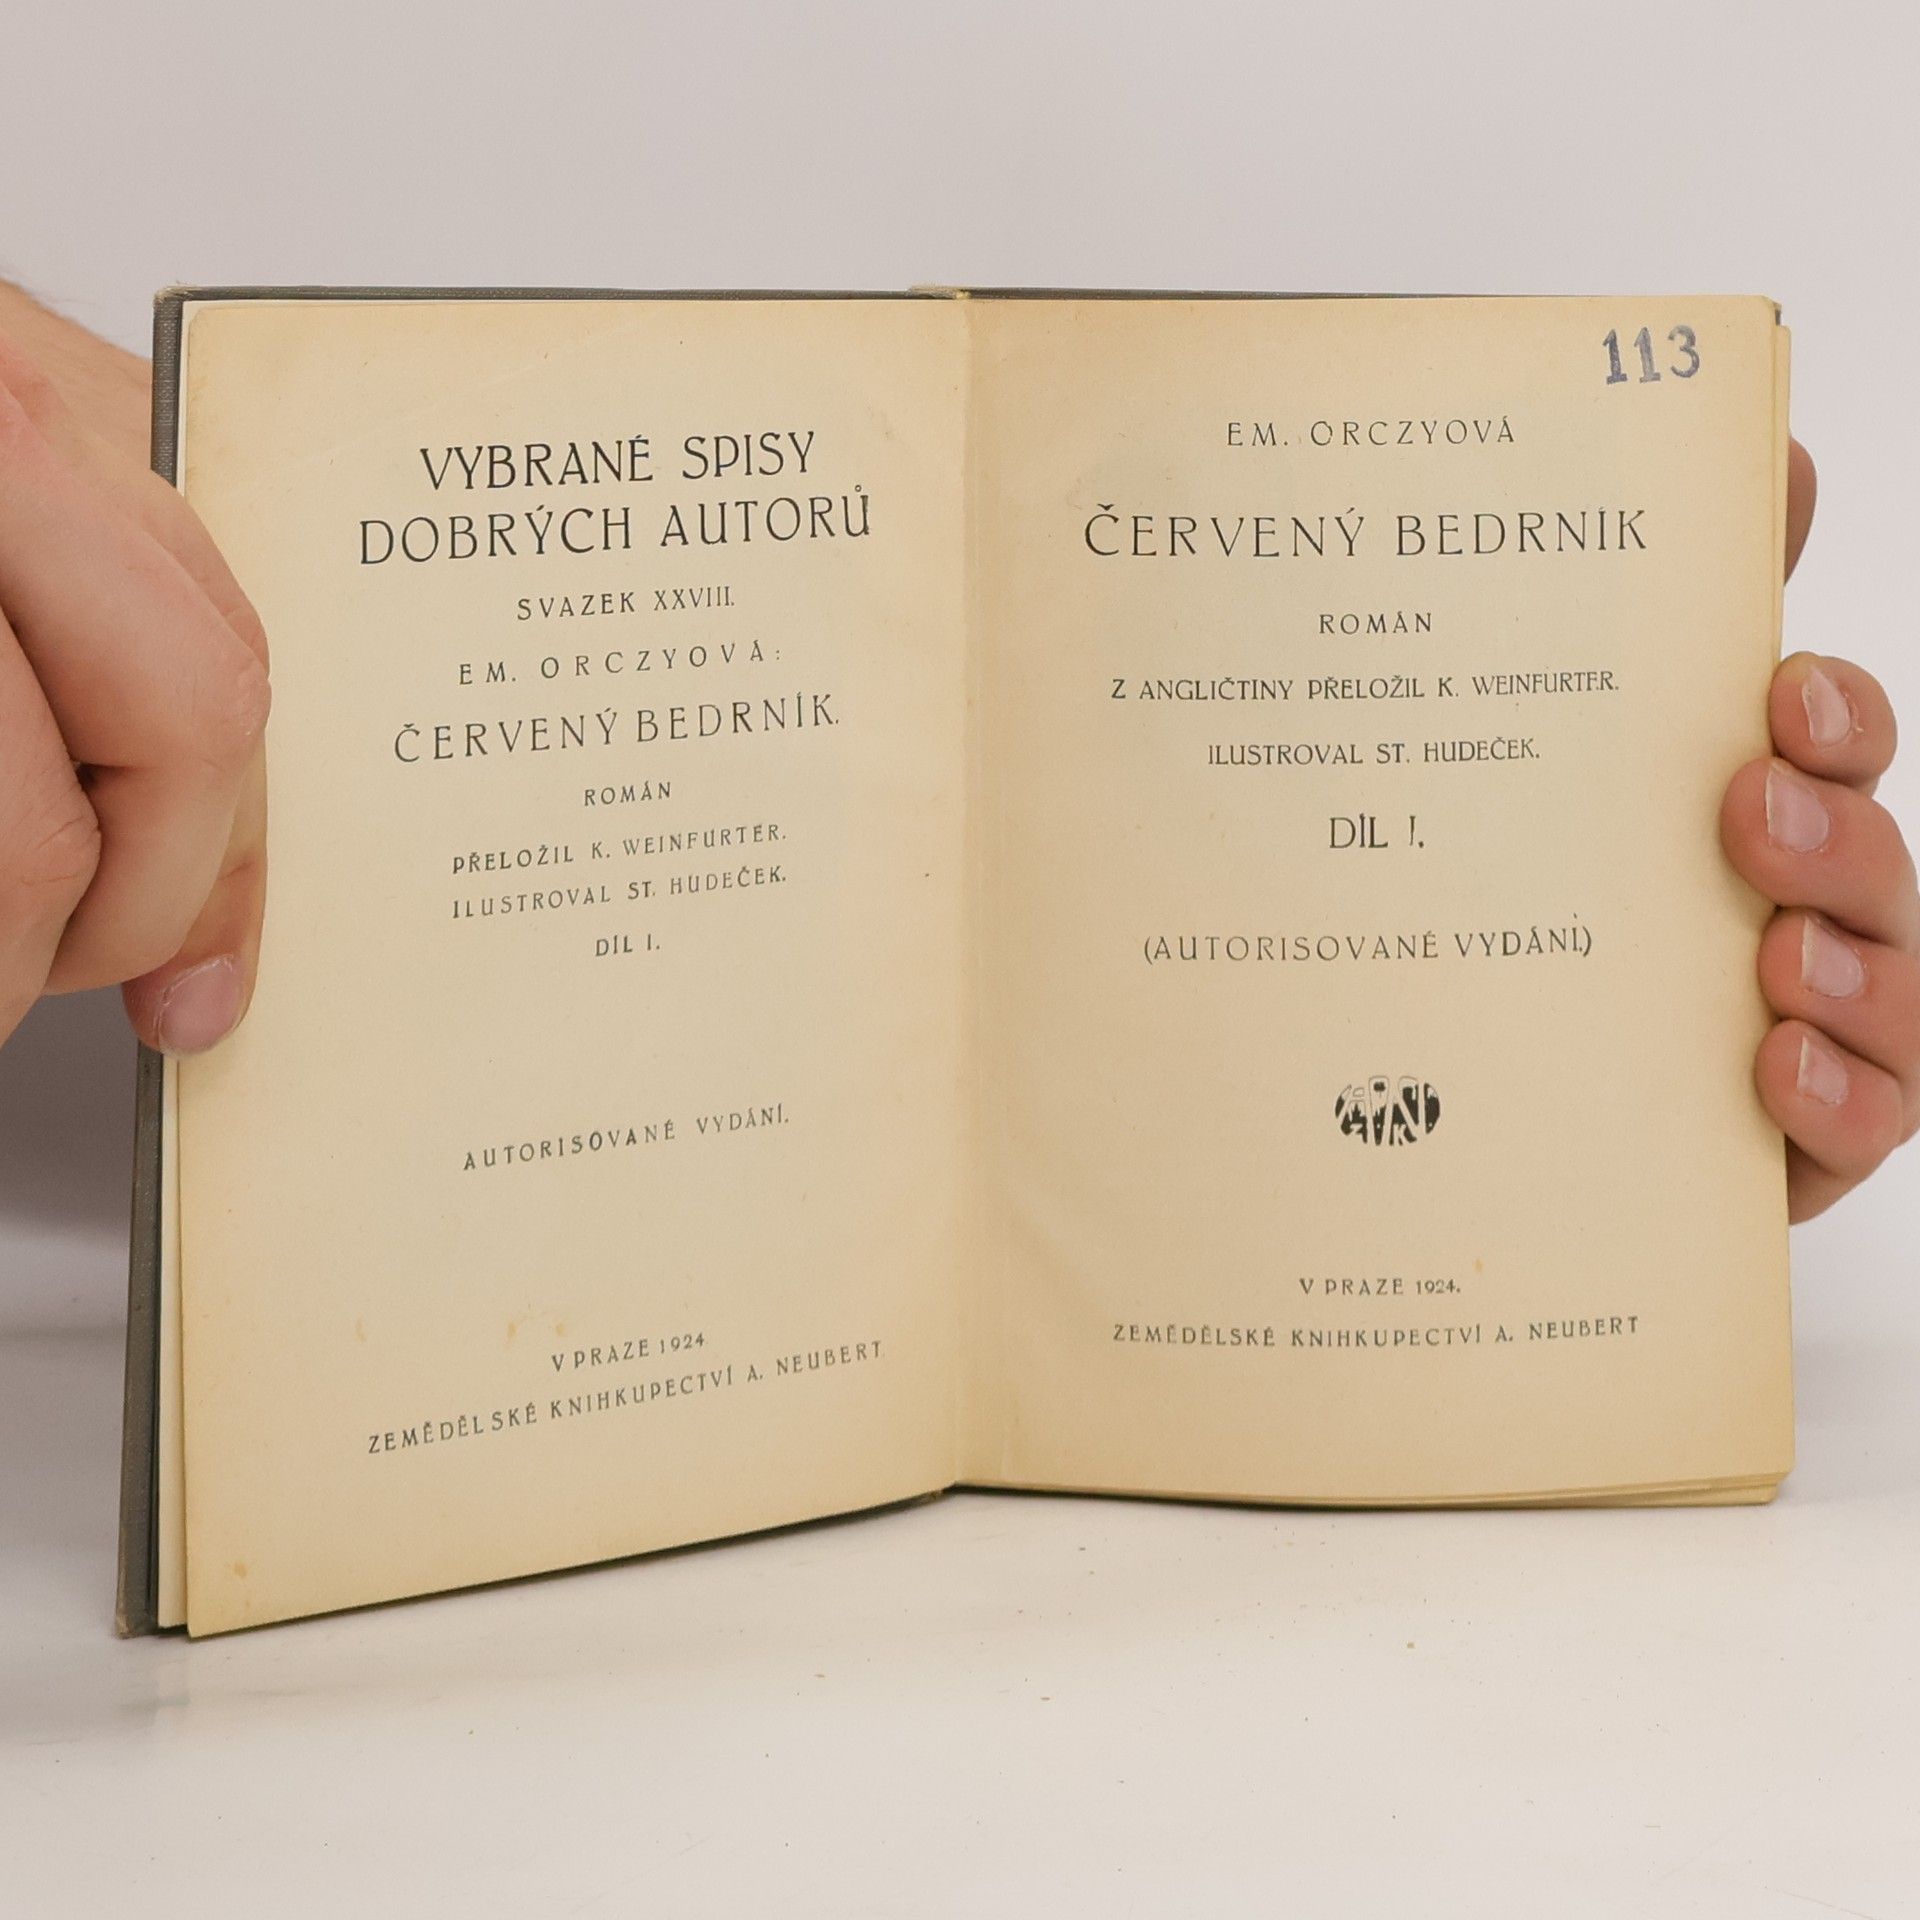 VYBRANÉ SPISY
DOBRÝCH AUTORŮ
SVAZEK XXVIII.
EM. ORCZYOVÁ:
ČERVENÝ BEDRNÍK.
ROMÁN
PŘELOŽIL K. WEINFURTER.
ILUSTROVAL ST. HUDEČEK.
DÍL I.
AUTORISOVANÉ VYDÁNÍ.
V PRAZE 1924.
ZEMĚDĚLSKÉ KNIHKUPECTVÍ A. NEUBERT.
113
EM. ORCZYOVÁ
ČERVENÝ BEDRNÍK
ROMÁN
Z ANGLIČTINY PŘELOŽIL K. WEINFURTER.
ILUSTROVAL ST. HUDEČEK.
DÍL I.
(AUTORISOVANÉ VYDÁNÍ.)
V PRAZE 1924.
ZEMĚDĚLSKÉ KNIHKUPECTVÍ A. NEUBERT